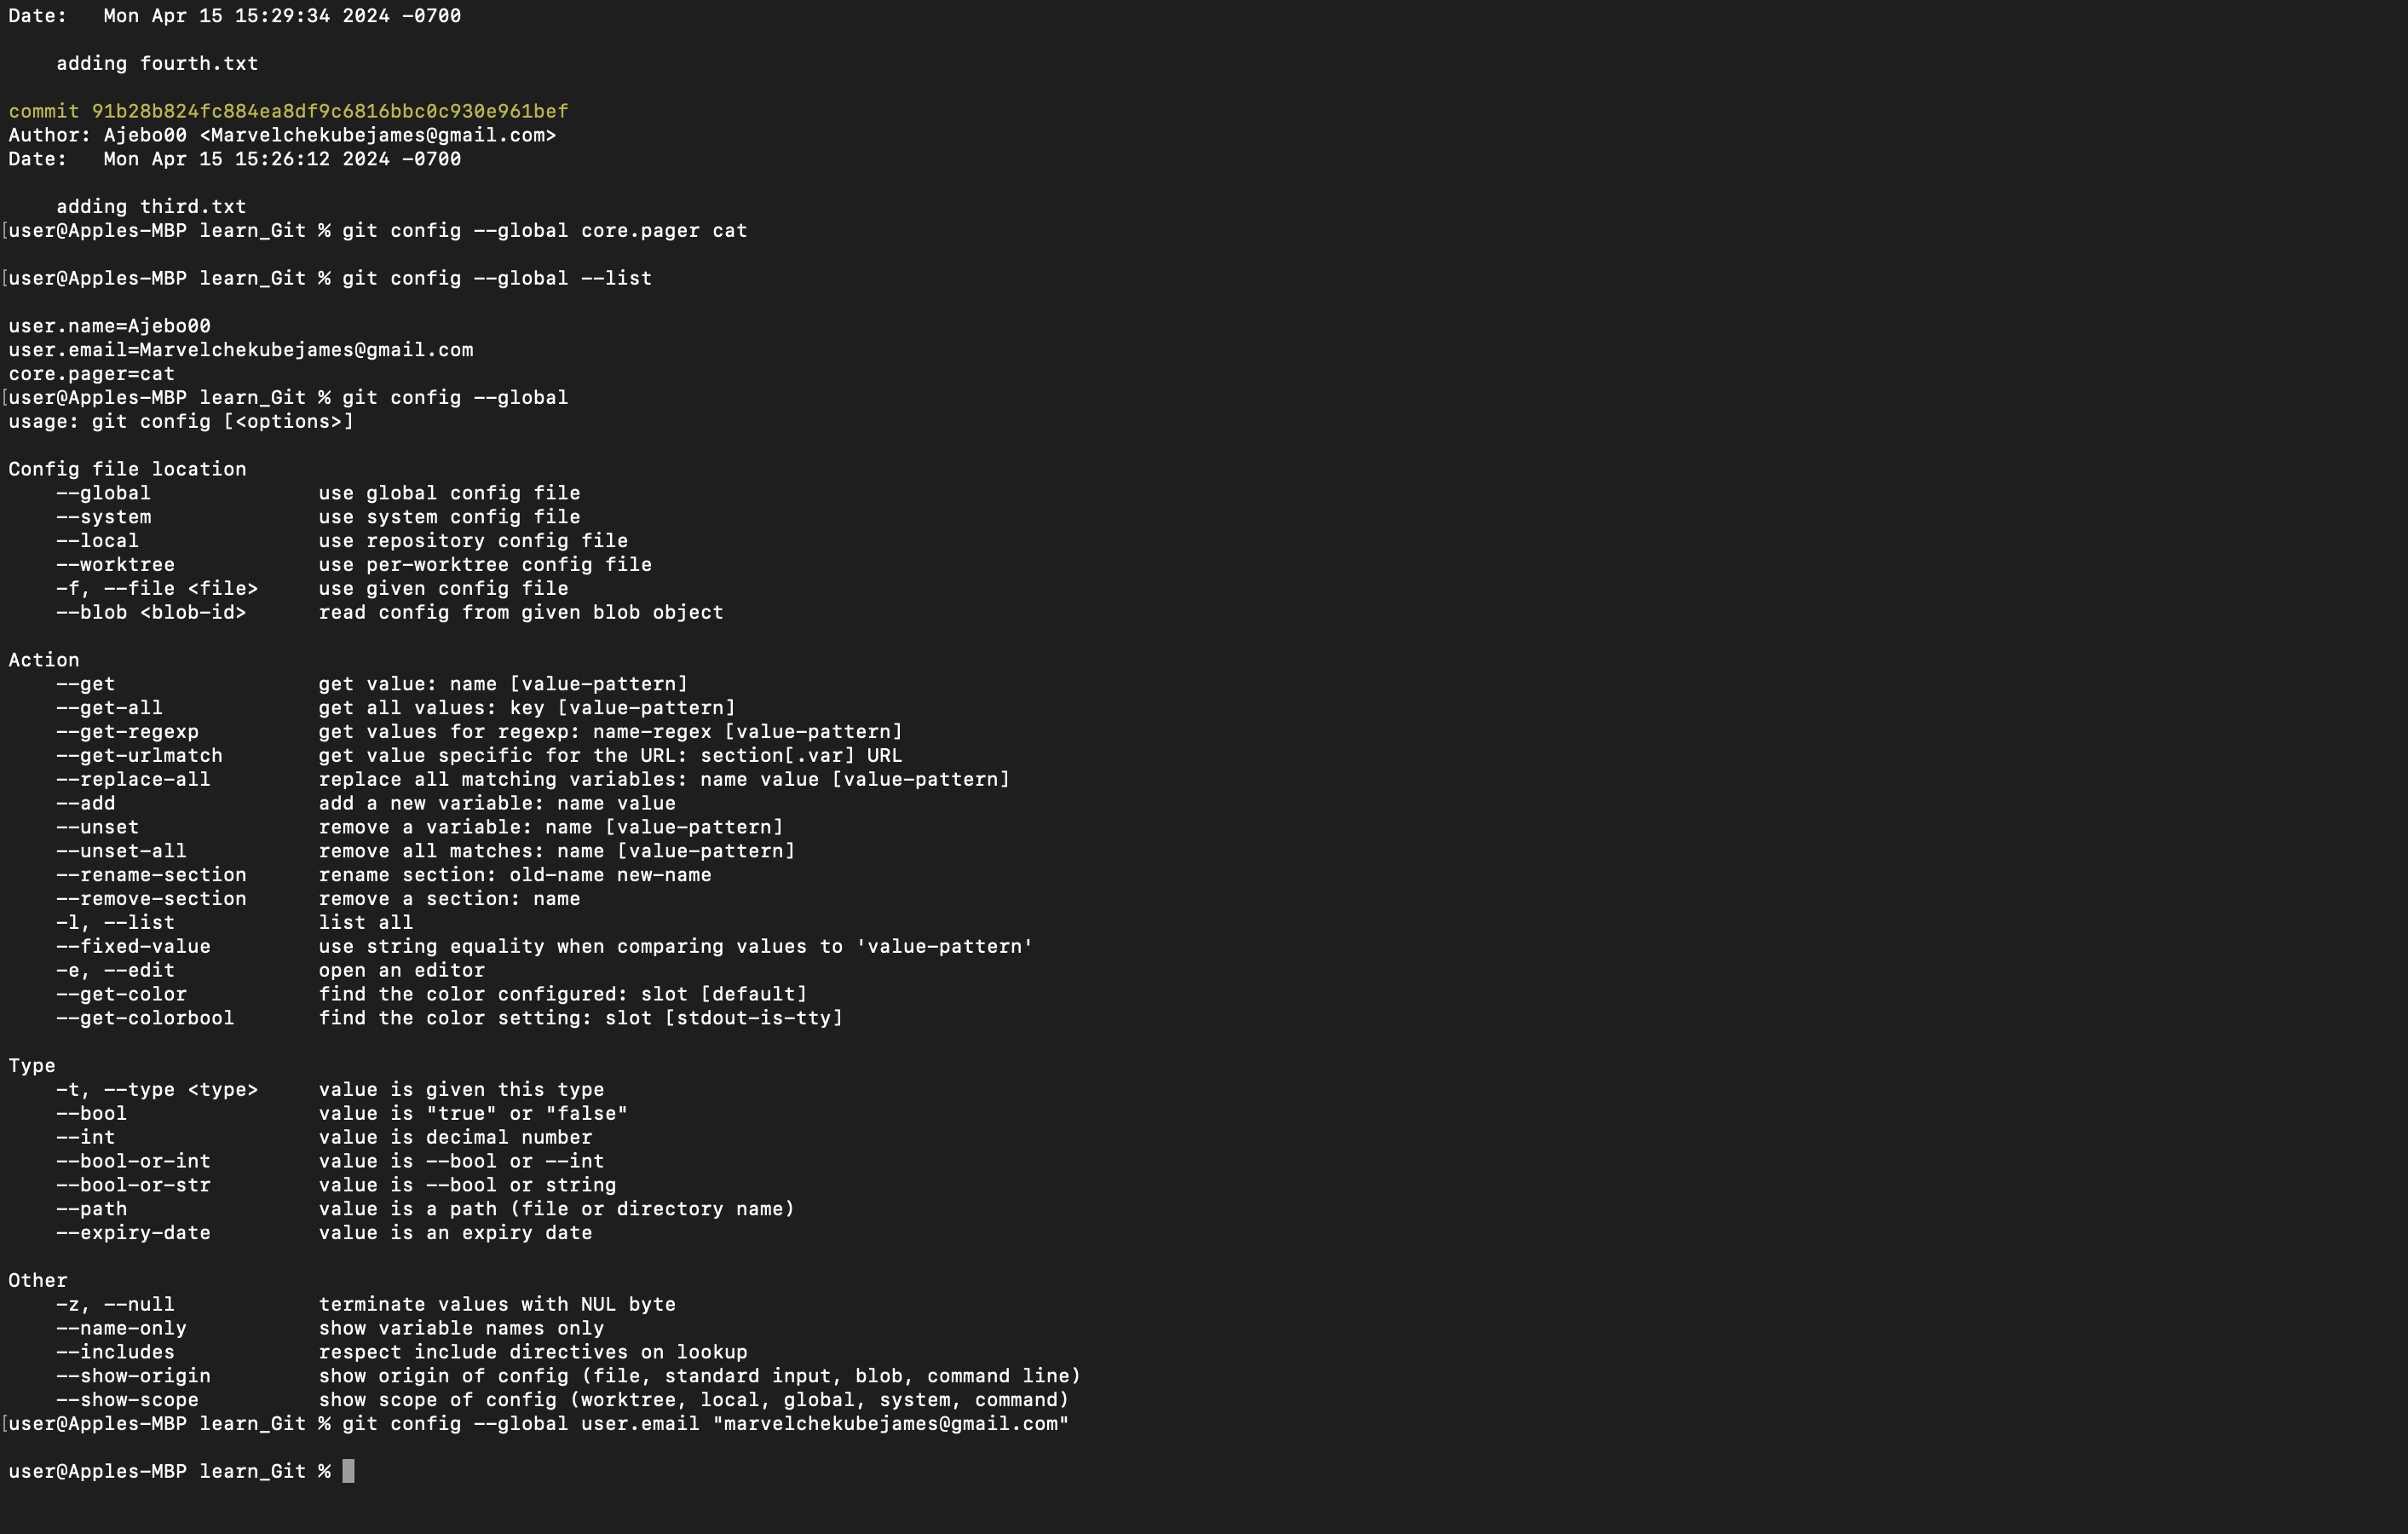 Date:   Mon Apr 15 15:29:34 2024 -0700
    adding fourth.txt
commit 91b28b824fc884ea8df9c6816bbc0c930e961bef
Author: Ajebo00 <Marvelchekubejames@gmail.com>
Date:   Mon Apr 15 15:26:12 2024 -0700
    adding third.txt
[user@Apples-MBP learn_Git % git config --global core.pager cat
[user@Apples-MBP learn_Git % git config --global --list
user.name=Ajebo00
user.email=Marvelchekubejames@gmail.com
core.pager=cat
[user@Apples-MBP learn_Git % git config --global
usage: git config [<options>]
Config file location
    --global              use global config file
    --system              use system config file
    --local               use repository config file
    --worktree            use per-worktree config file
    -f, --file <file>     use given config file
    --blob <blob-id>      read config from given blob object
Action
    --get                 get value: name [value-pattern]
    --get-all             get all values: key [value-pattern]
    --get-regexp          get values for regexp: name-regex [value-pattern]
    --get-urlmatch        get value specific for the URL: section[.var] URL
    --replace-all         replace all matching variables: name value [value-pattern]
    --add                 add a new variable: name value
    --unset               remove a variable: name [value-pattern]
    --unset-all           remove all matches: name [value-pattern]
    --rename-section      rename section: old-name new-name
    --remove-section      remove a section: name
    -l, --list            list all
    --fixed-value         use string equality when comparing values to 'value-pattern'
    -e, --edit            open an editor
    --get-color           find the color configured: slot [default]
    --get-colorbool       find the color setting: slot [stdout-is-tty]
Type
    -t, --type <type>     value is given this type
    --bool                value is "true" or "false"
    --int                 value is decimal number
    --bool-or-int         value is --bool or --int
    --bool-or-str         value is --bool or string
    --path                value is a path (file or directory name)
    --expiry-date         value is an expiry date
Other
    -z, --null            terminate values with NUL byte
    --name-only           show variable names only
    --includes            respect include directives on lookup
    --show-origin         show origin of config (file, standard input, blob, command line)
    --show-scope          show scope of config (worktree, local, global, system, command)
[user@Apples-MBP learn_Git % git config --global user.email "marvelchekubejames@gmail.com"
user@Apples-MBP learn_Git %